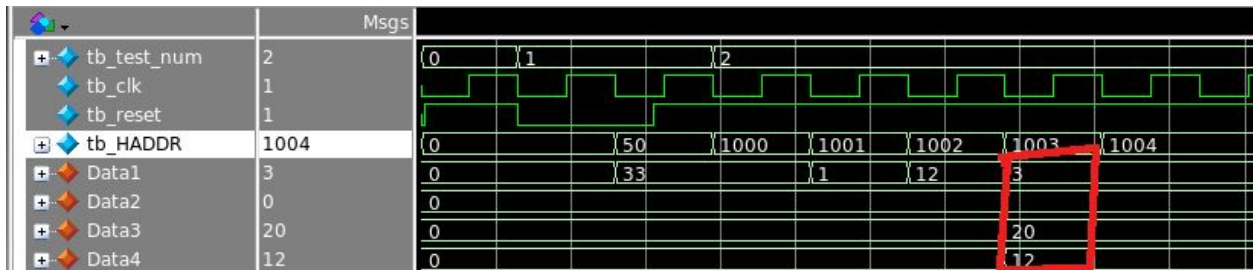 Msgs
tb_test_num 2 0 1 2
tb_clk 1
tb_reset 1
tb_HADDR 1004 0 50 1000 1001 1002 1003 1004
Data1 3 0 33 1 12 3
Data2 0 0
Data3 20 0 20
Data4 12 0 12